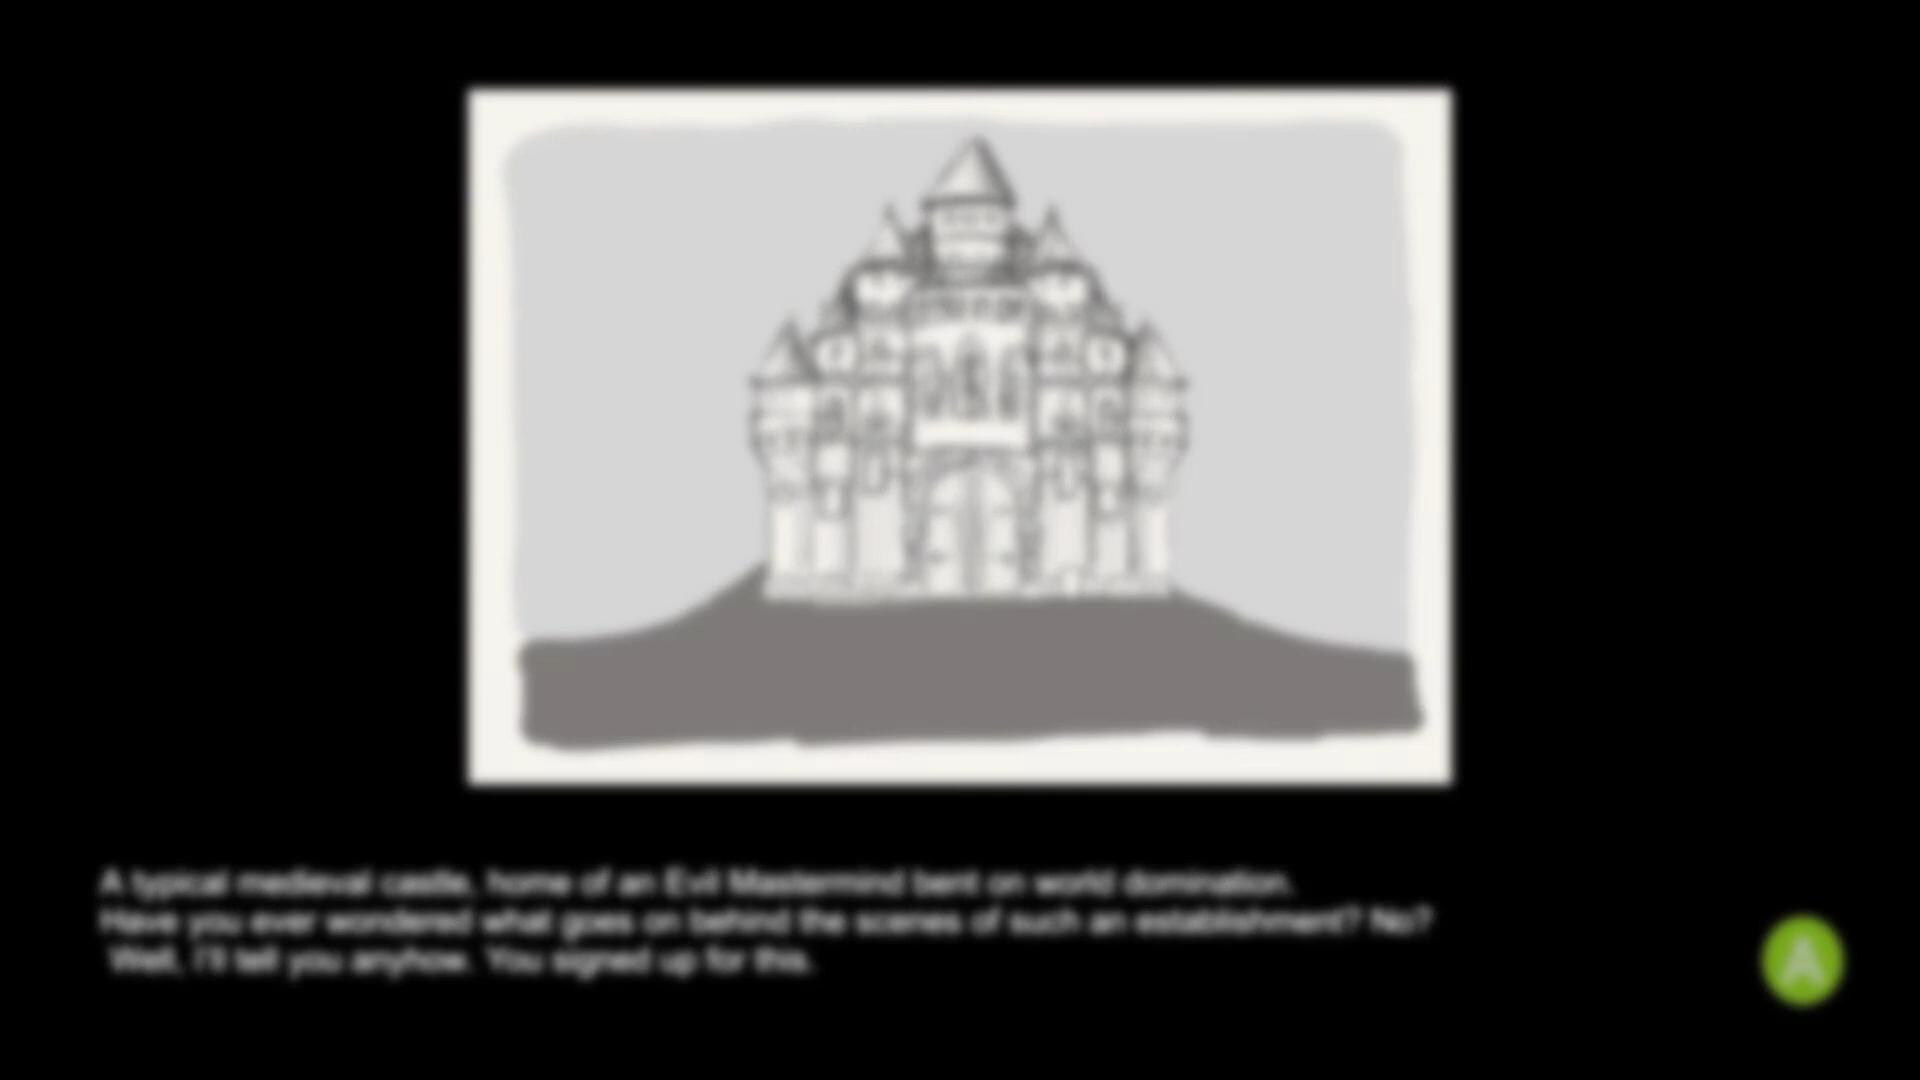 A typical medieval castle, home of an Evil Mastermind bent on world domination.
Have you ever wondered what goes on behind the scenes of such an establishment? No?
Well, I'll tell you anyhow. You signed up for this.
A